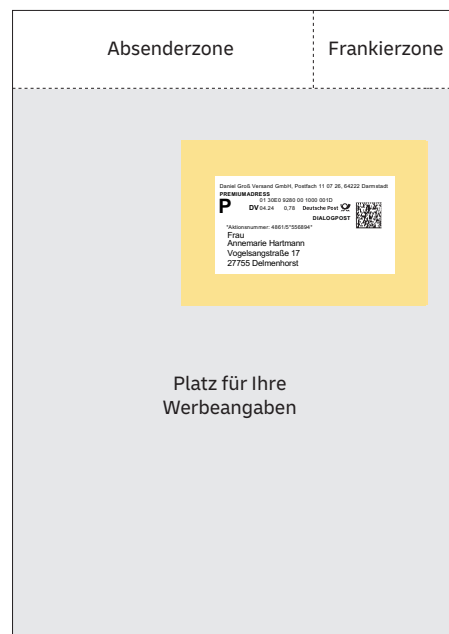 Absenderzone
Frankierzone
Daniel Groß Versand GmbH, Postfach 11 07 26, 64222 Darmstadt
PREMIUMADRESS
P
01 30E0 9280 00 1000 001D
DV 04.24 0,78 Deutsche Post
DIALOGPOST
*Aktionsnummer: 4861/5*556894*
Frau
Annemarie Hartmann
Vogelsangstraße 17
27755 Delmenhorst
Platz für Ihre
Werbeangaben